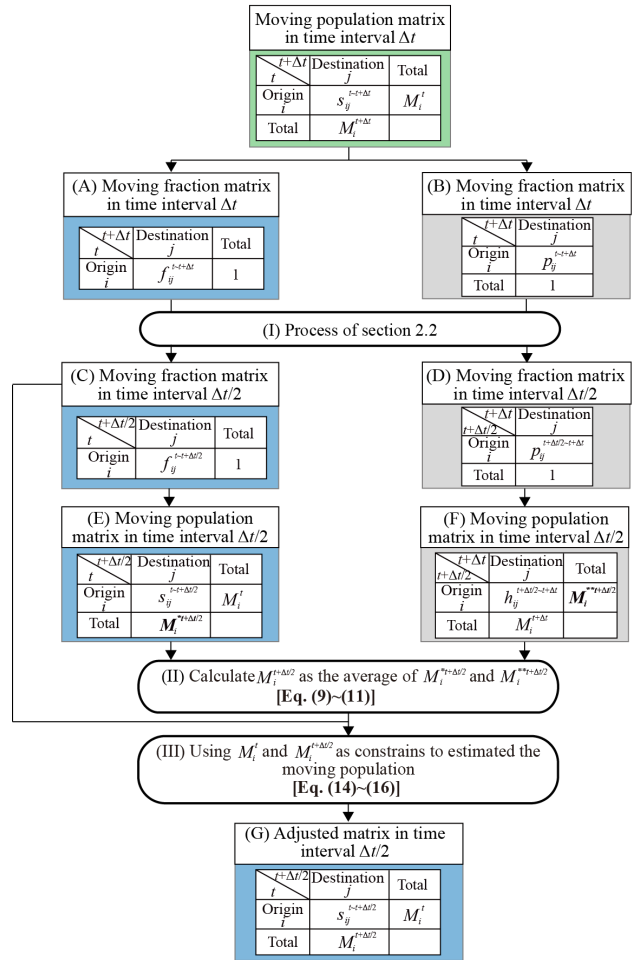 Moving population matrix
in time interval Δt
t+Δt Destination Total
t j
Origin s_ij^{t~t+Δt} M_i^t
i
Total M_i^{t+Δt}
(A) Moving fraction matrix
in time interval Δt
t+Δt Destination Total
t j
Origin f_ij^{t~t+Δt} 1
i
(B) Moving fraction matrix
in time interval Δt
t+Δt Destination
t j
Origin p_ij^{t~t+Δt}
i
Total 1
(I) Process of section 2.2
(C) Moving fraction matrix
in time interval Δt/2
t+Δt/2 Destination Total
t j
Origin f_ij^{t~t+Δt/2} 1
i
(D) Moving fraction matrix
in time interval Δt/2
t+Δt Destination
t+Δt/2 j
Origin p_ij^{t+Δt/2~t+Δt}
i
Total 1
(E) Moving population
matrix in time interval Δt/2
t+Δt/2 Destination Total
t j
Origin s_ij^{t~t+Δt/2} M_i^t
i
Total M_i^{*t+Δt/2}
(F) Moving population
matrix in time interval Δt/2
t+Δt Destination Total
t+Δt/2 j
Origin h_ij^{t+Δt/2~t+Δt} M_i^{**t+Δt/2}
i
Total M_i^{t+Δt}
(II) Calculate M_i^{t+Δt/2} as the average of M_i^{*t+Δt/2} and M_i^{**t+Δt/2}
[Eq. (9)~(11)]
(III) Using M_i^t and M_i^{t+Δt/2} as constrains to estimated the
moving population
[Eq. (14)~(16)]
(G) Adjusted matrix in time
interval Δt/2
t+Δt/2 Destination Total
t j
Origin s_ij^{t~t+Δt/2} M_i^t
i
Total M_i^{t+Δt/2}